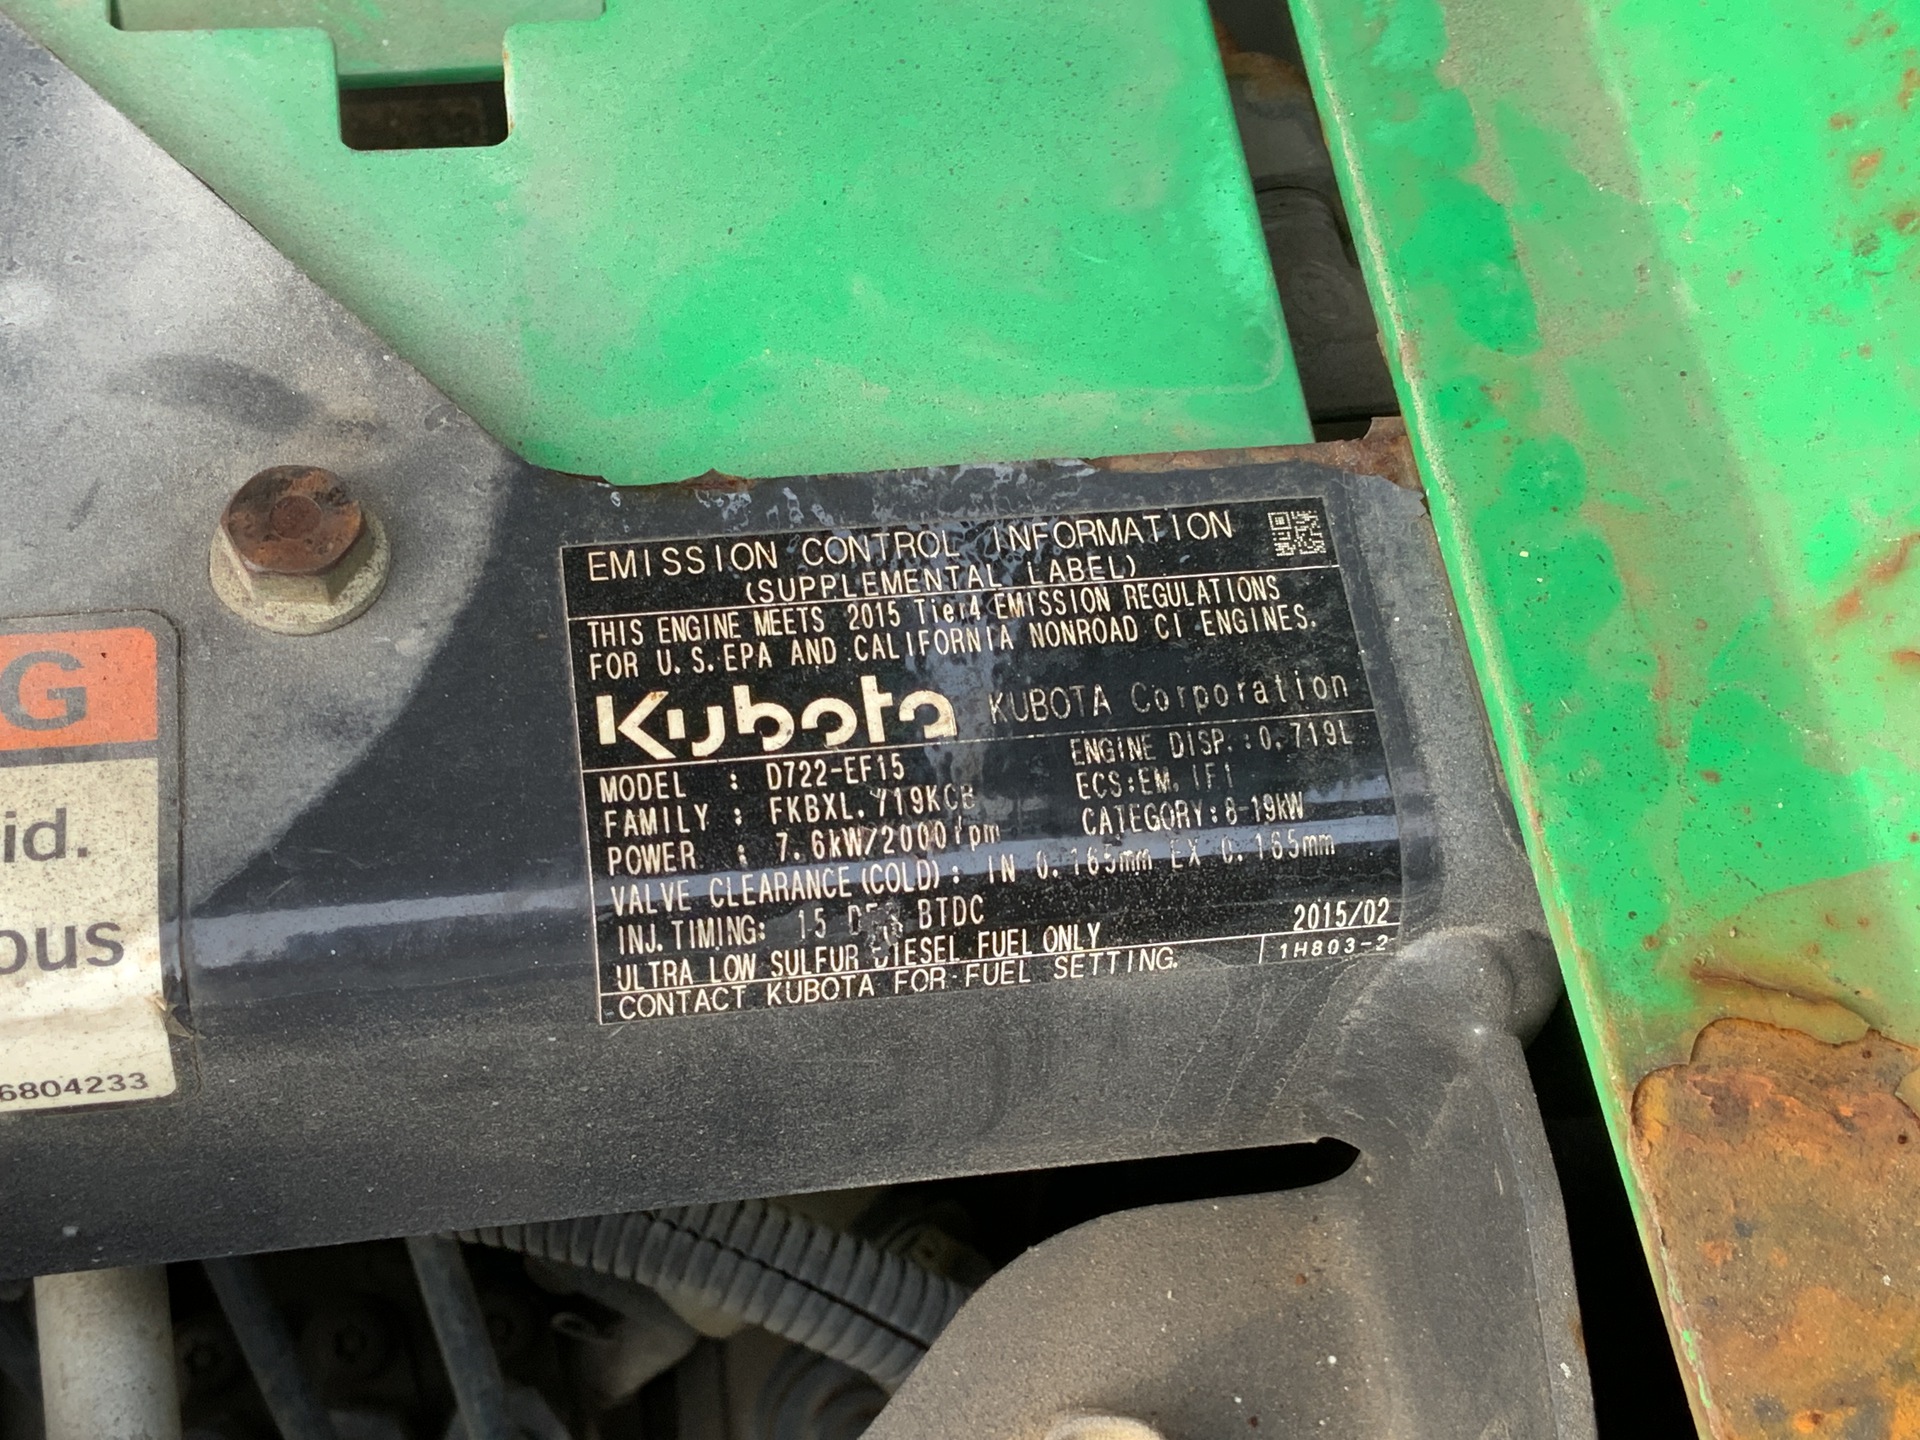 EMISSION CONTROL INFORMATION
(SUPPLEMENTAL LABEL)
THIS ENGINE MEETS 2015 Tier4 EMISSION REGULATIONS
FOR U.S.EPA AND CALIFORNIA NONROAD CI ENGINES.
Kubota KUBOTA Corporation
MODEL : D722-EF15 ENGINE DISP.:0.719L
FAMILY : ECS:EM, IFI
POWER : 7.6kW/2000rpm CATEGORY:8-19kW
VALVE CLEARANCE(COLD): IN 0.165mm EX 0.165mm
INJ.TIMING: 15 BTDC
ULTRA LOW SULFUR DIESEL FUEL ONLY 2015/02
CONTACT KUBOTA FOR FUEL SETTING. 1H803-2
G
id.
ous
6804233